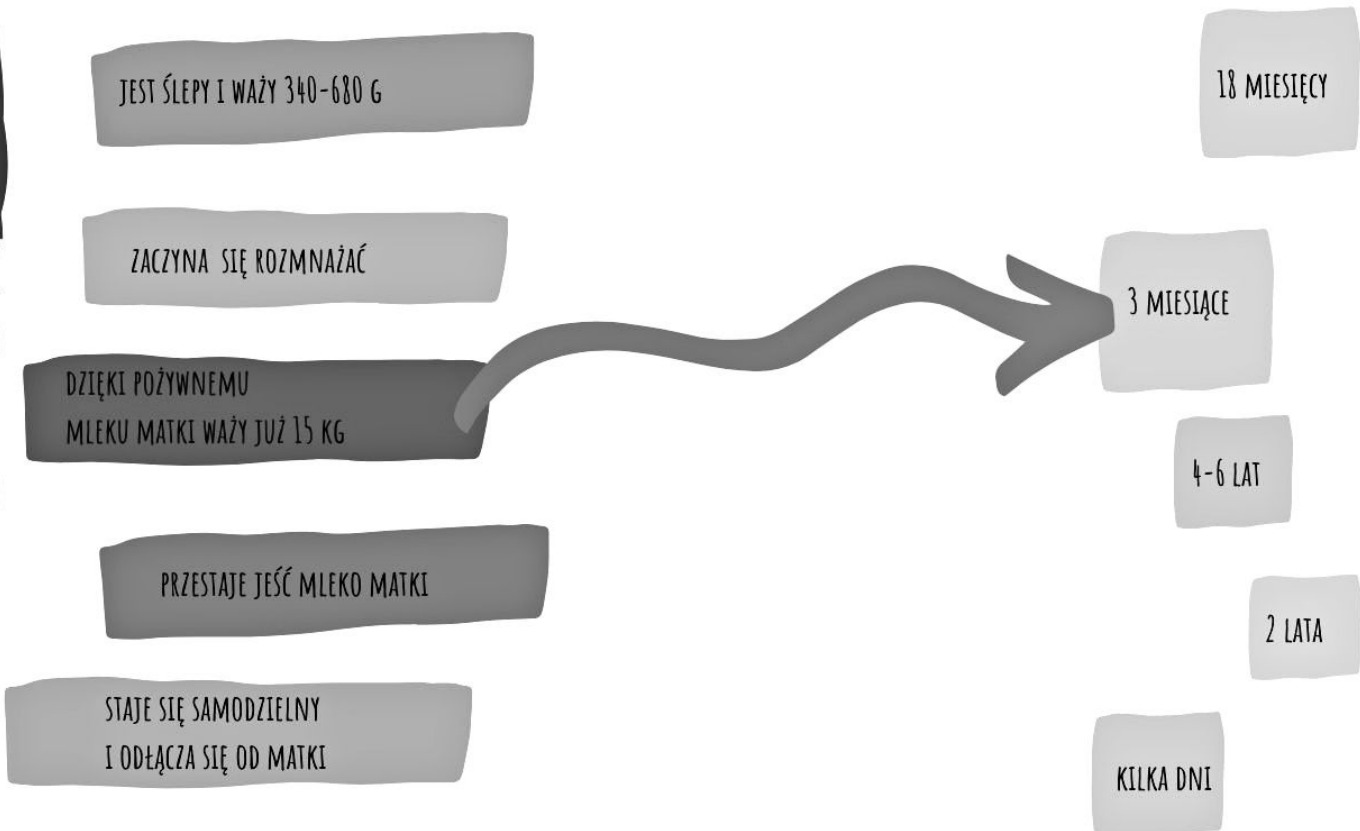 JEST ŚLEPY I WAŻY 340-680 G
18 MIESIĘCY
ZACZYNA SIĘ ROZMNAŻAĆ
3 MIESIĄCE
DZIĘKI POŻYWNEMU
MLEKU MATKI WAŻY JUŻ 15 KG
4-6 LAT
PRZESTAJE JEŚĆ MLEKO MATKI
2 LATA
STAJE SIĘ SAMODZIELNY
I ODŁĄCZA SIĘ OD MATKI
KILKA DNI